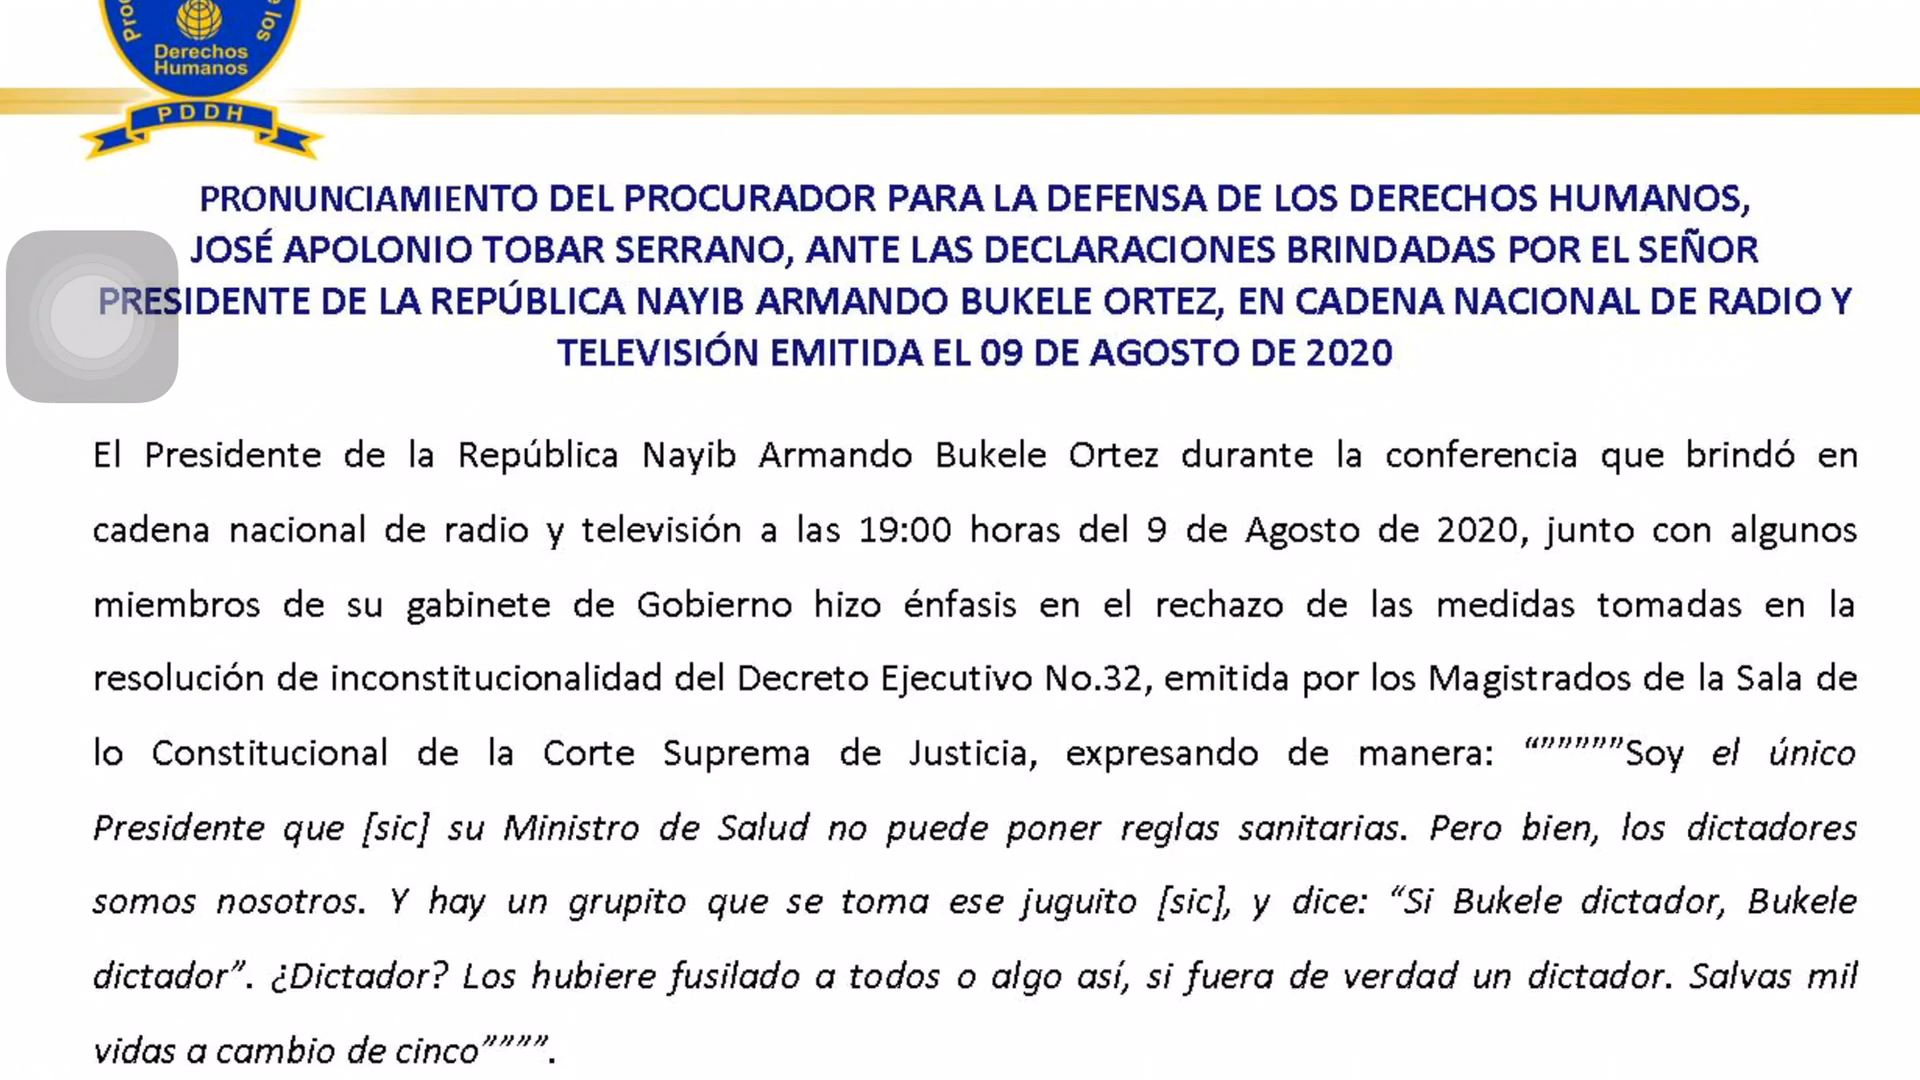 Proc
e los
Derechos
Humanos
PDDH
PRONUNCIAMIENTO DEL PROCURADOR PARA LA DEFENSA DE LOS DERECHOS HUMANOS,
JOSÉ APOLONIO TOBAR SERRANO, ANTE LAS DECLARACIONES BRINDADAS POR EL SEÑOR
PRESIDENTE DE LA REPÚBLICA NAYIB ARMANDO BUKELE ORTEZ, EN CADENA NACIONAL DE RADIO Y
TELEVISIÓN EMITIDA EL 09 DE AGOSTO DE 2020
El Presidente de la República Nayib Armando Bukele Ortez durante la conferencia que brindó en
cadena nacional de radio y televisión a las 19:00 horas del 9 de Agosto de 2020, junto con algunos
miembros de su gabinete de Gobierno hizo énfasis en el rechazo de las medidas tomadas en la
resolución de inconstitucionalidad del Decreto Ejecutivo No.32, emitida por los Magistrados de la Sala de
lo Constitucional de la Corte Suprema de Justicia, expresando de manera: “”””””Soy el único
Presidente que [sic] su Ministro de Salud no puede poner reglas sanitarias. Pero bien, los dictadores
somos nosotros. Y hay un grupito que se toma ese juguito [sic], y dice: “Si Bukele dictador, Bukele
dictador”. ¿Dictador? Los hubiere fusilado a todos o algo así, si fuera de verdad un dictador. Salvas mil
vidas a cambio de cinco””””.